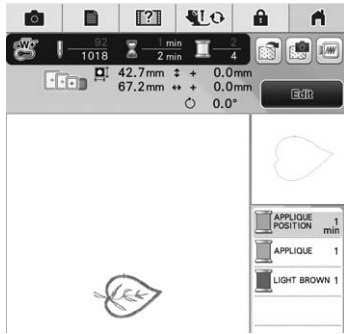 [?]
W+
92
1018
1 min
2 min
2
4
42.7mm + 0.0mm
67.2mm + 0.0mm
0.0°
Edit
APPLIQUE
POSITION 1
min
APPLIQUE 1
LIGHT BROWN 1